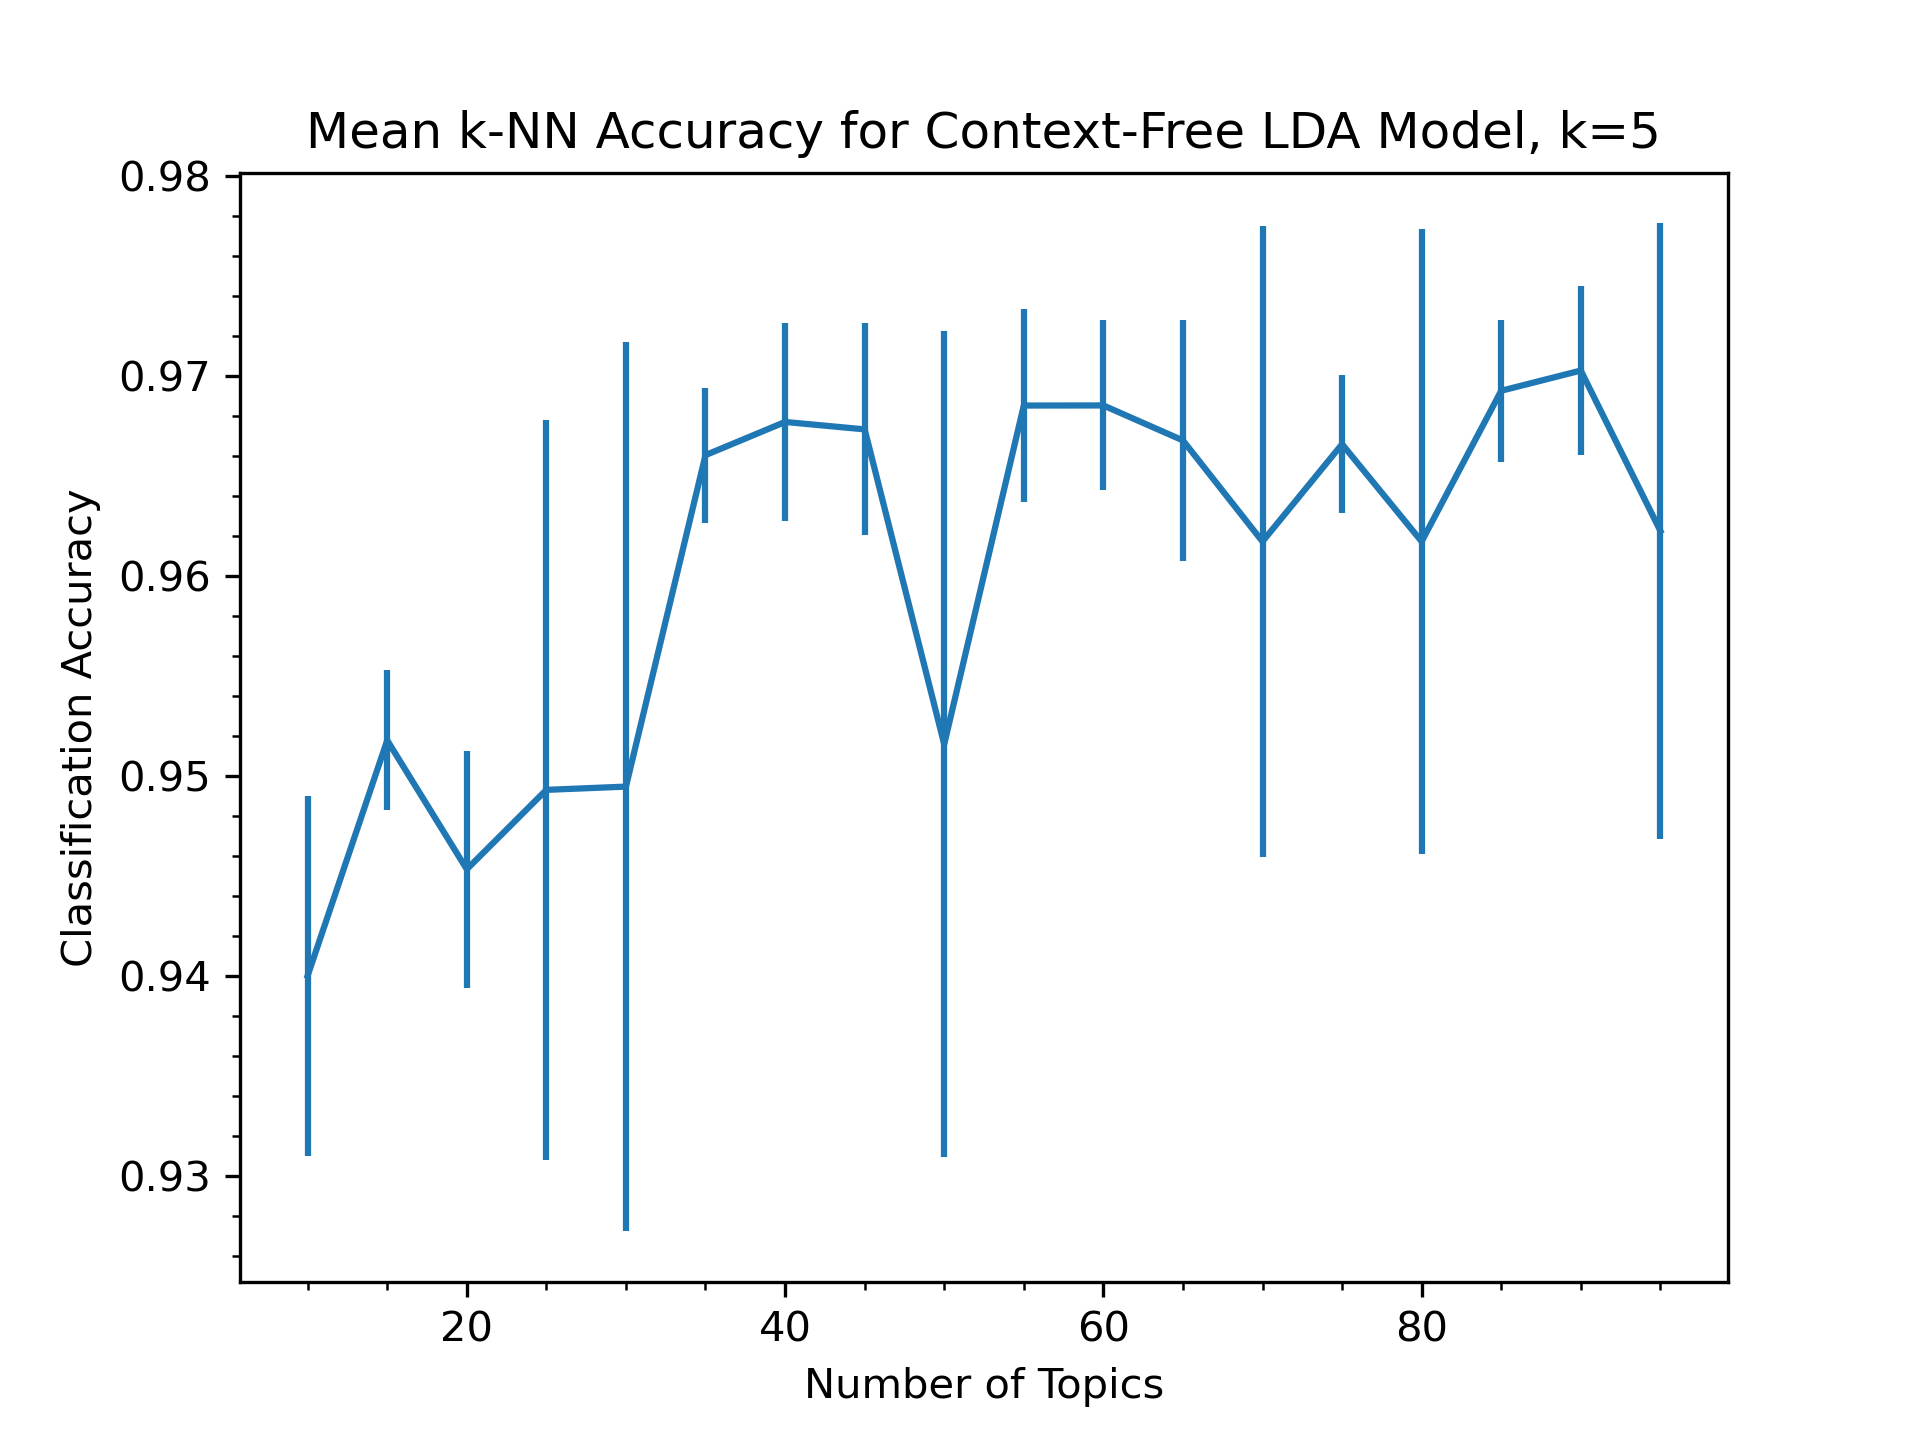 Mean k-NN Accuracy for Context-Free LDA Model, k=5
0.98
0.97
0.96
0.95
0.94
0.93
Classification Accuracy
20 40 60 80
Number of Topics